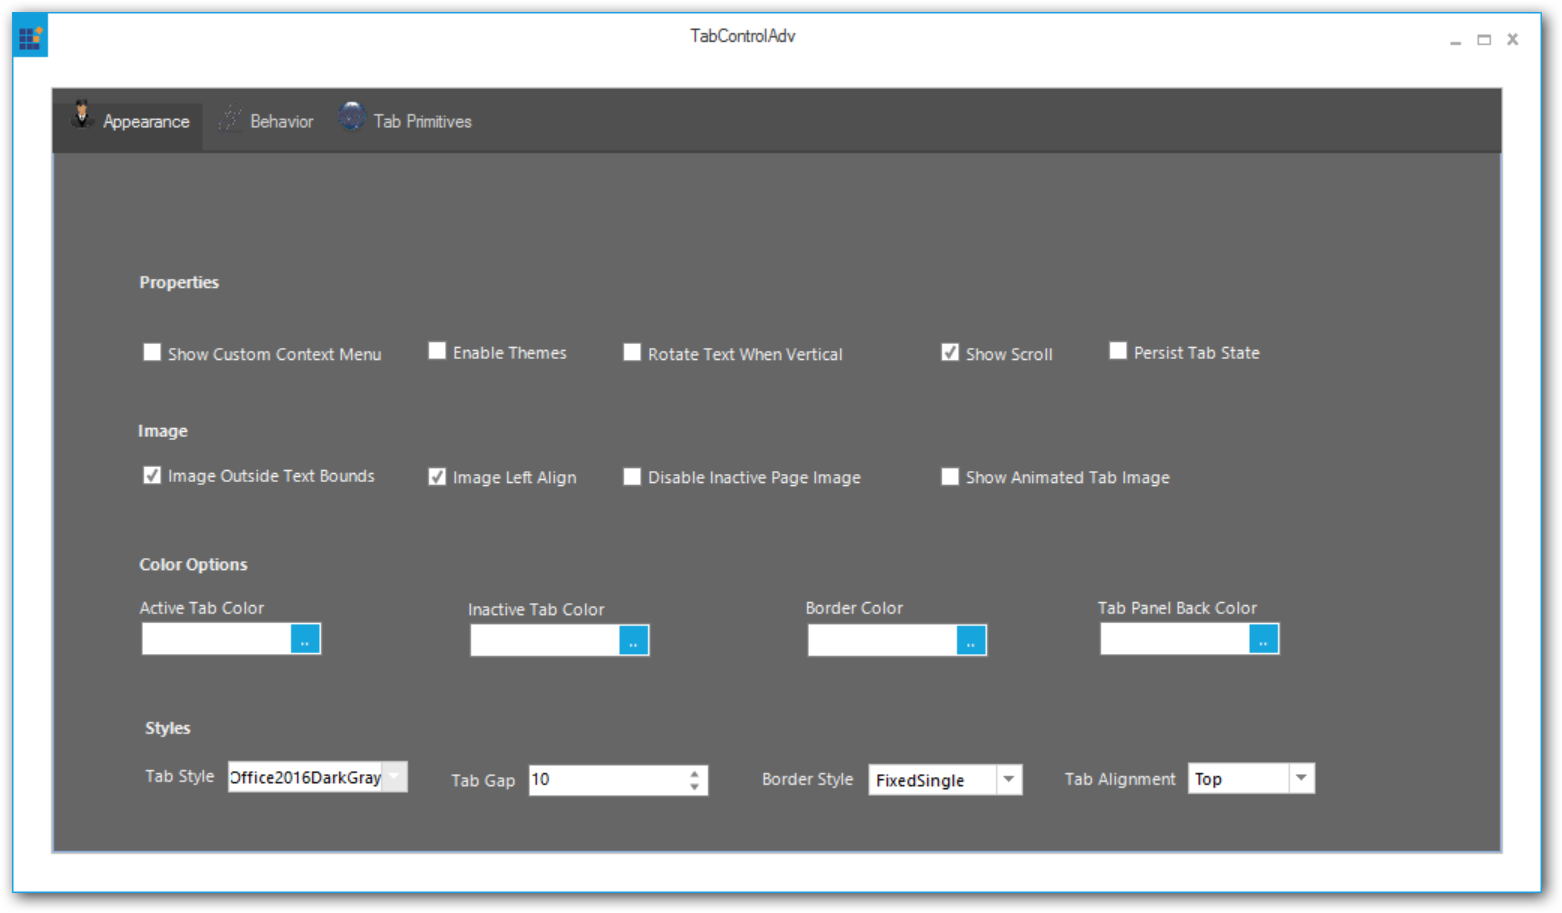 TabControlAdv
Appearance Behavior Tab Primitives
Properties
Show Custom Context Menu Enable Themes Rotate Text When Vertical Show Scroll Persist Tab State
Image
Image Outside Text Bounds Image Left Align Disable Inactive Page Image Show Animated Tab Image
Color Options
Active Tab Color Inactive Tab Color Border Color Tab Panel Back Color
.. .. .. ..
Styles
Tab Style Office2016DarkGray Tab Gap 10 Border Style FixedSingle Tab Alignment Top